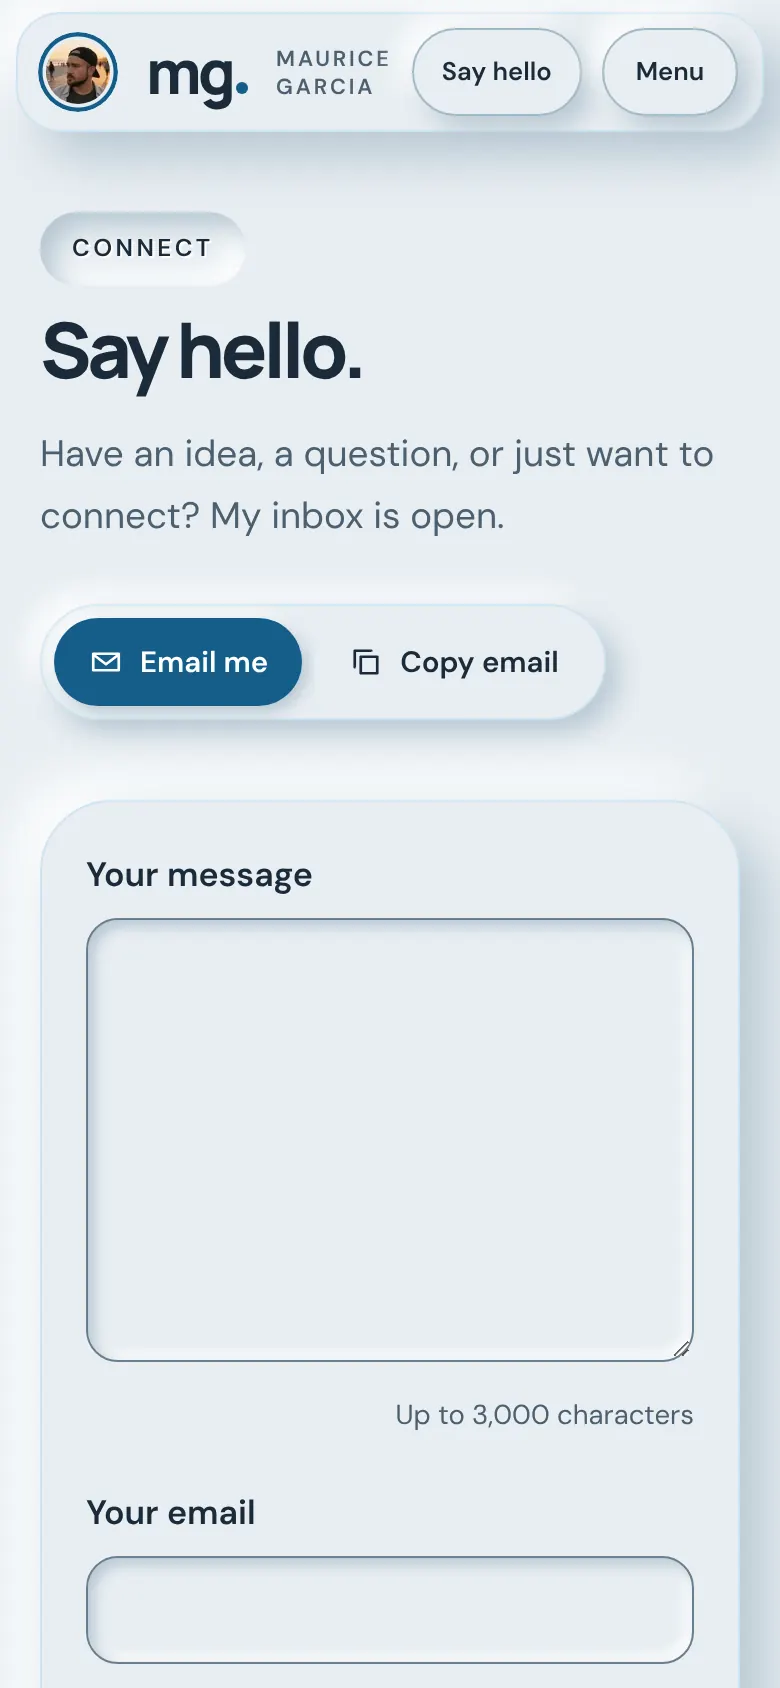 mg.
MAURICE
GARCIA
Say hello
Menu
CONNECT
Say hello.
Have an idea, a question, or just want to
connect? My inbox is open.
Email me
Copy email
Your message
Up to 3,000 characters
Your email